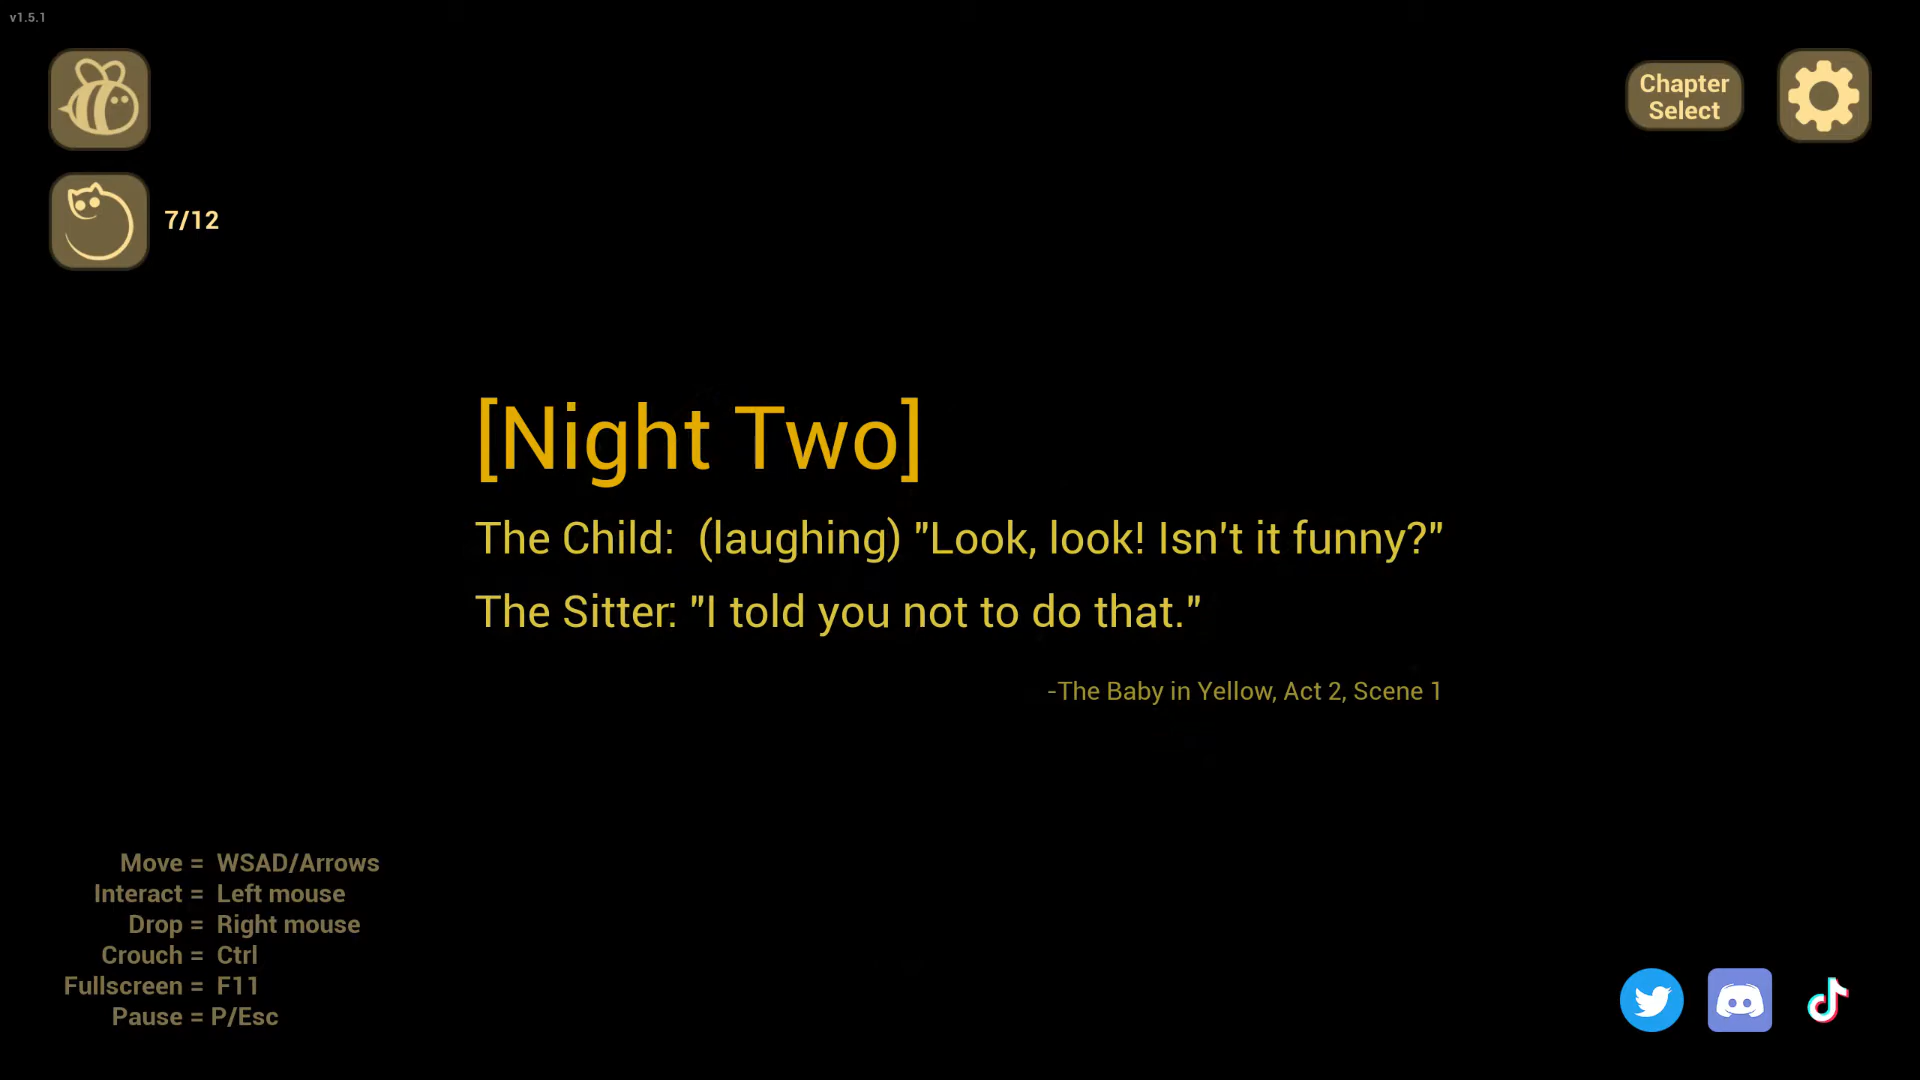 v1.5.1
Chapter
Select
7/12
[Night Two]
The Child:  (laughing) "Look, look! Isn't it funny?"
The Sitter: "I told you not to do that."
-The Baby in Yellow, Act 2, Scene 1
Move = WSAD/Arrows
Interact = Left mouse
Drop = Right mouse
Crouch = Ctrl
Fullscreen = F11
Pause = P/Esc